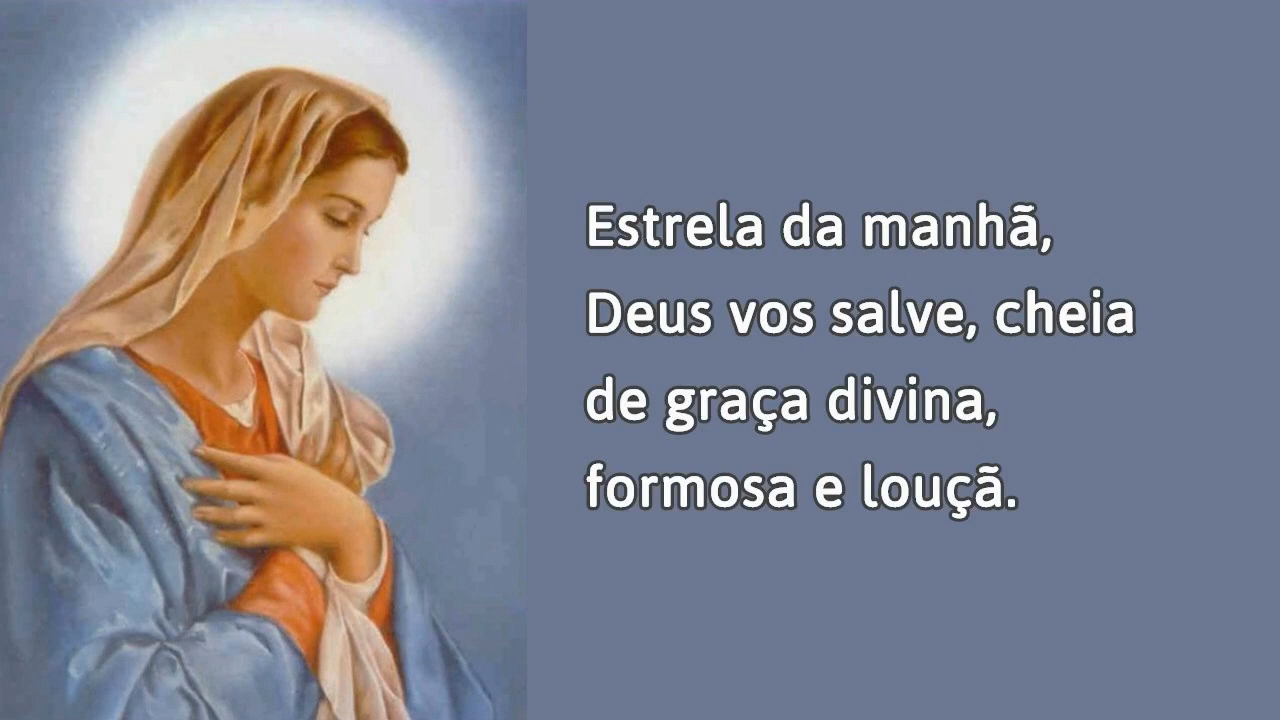 Estrela da manhã,
Deus vos salve, cheia
de graça divina,
formosa e louçã.